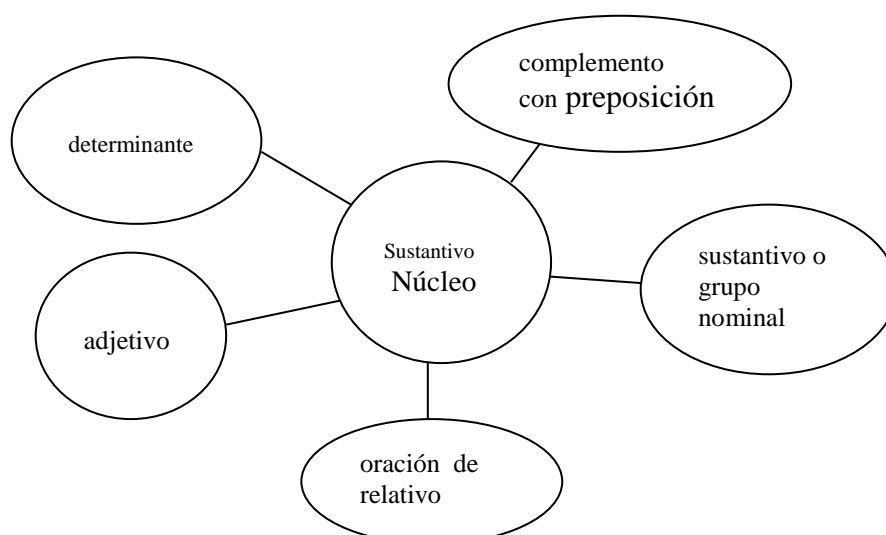 complemento
con preposición
determinante
Sustantivo
Núcleo
sustantivo o
grupo
nominal
adjetivo
oración de
relativo